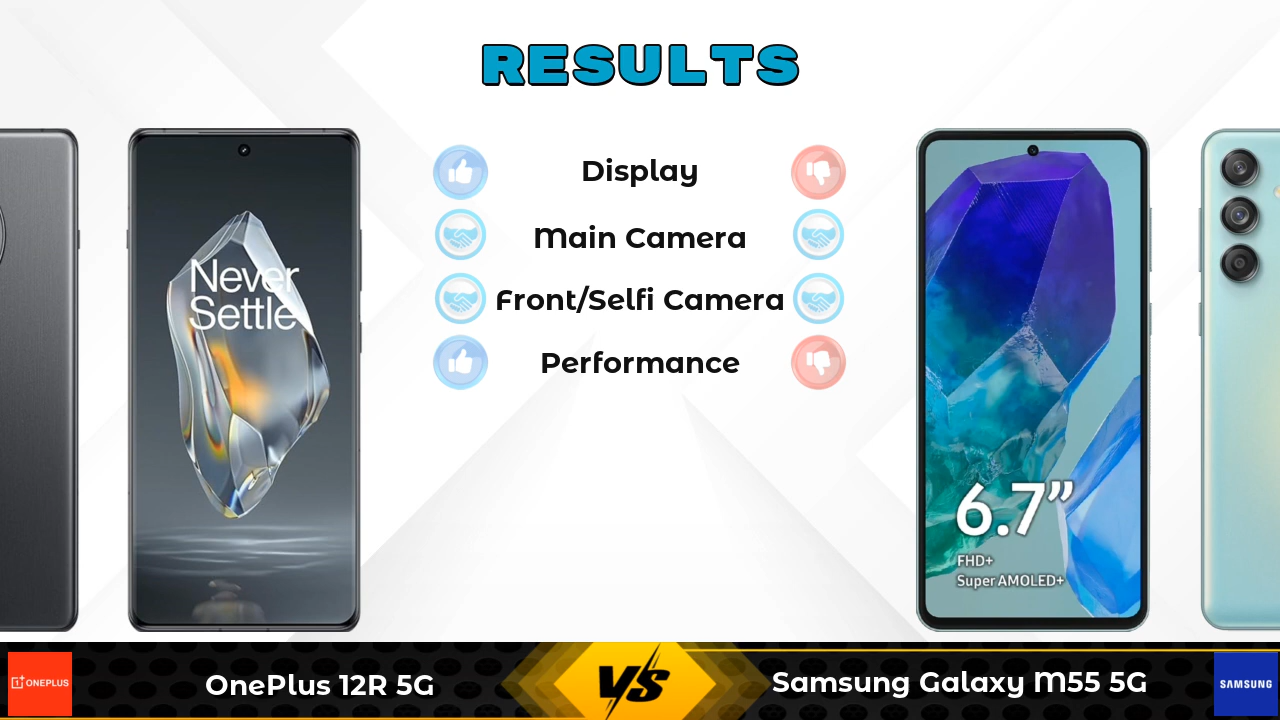 RESULTS
Display
Main Camera
Front/Selfi Camera
Performance
Never
Settle
6.7”
FHD+
Super AMOLED+
1+ ONEPLUS
OnePlus 12R 5G
VS
Samsung Galaxy M55 5G
SAMSUNG